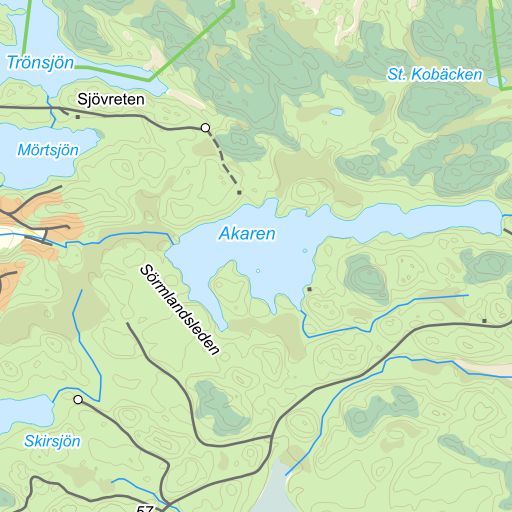 Trönsjön
St. Kobäcken
Sjövreten
Mörtsjön
Akaren
Sörmlandsleden
Skirsjön
57